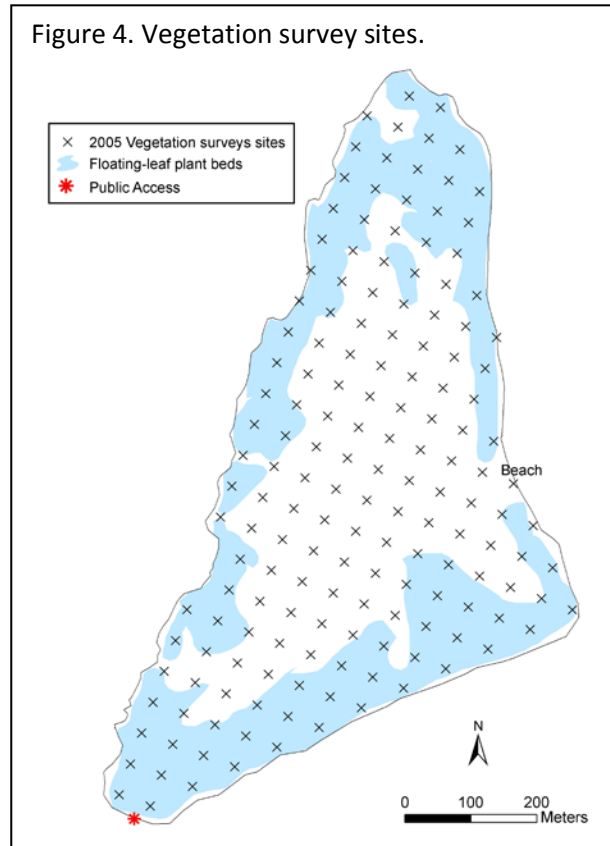 Figure 4. Vegetation survey sites.
2005 Vegetation surveys sites
Floating-leaf plant beds
Public Access
Beach
N
0 100 200
Meters